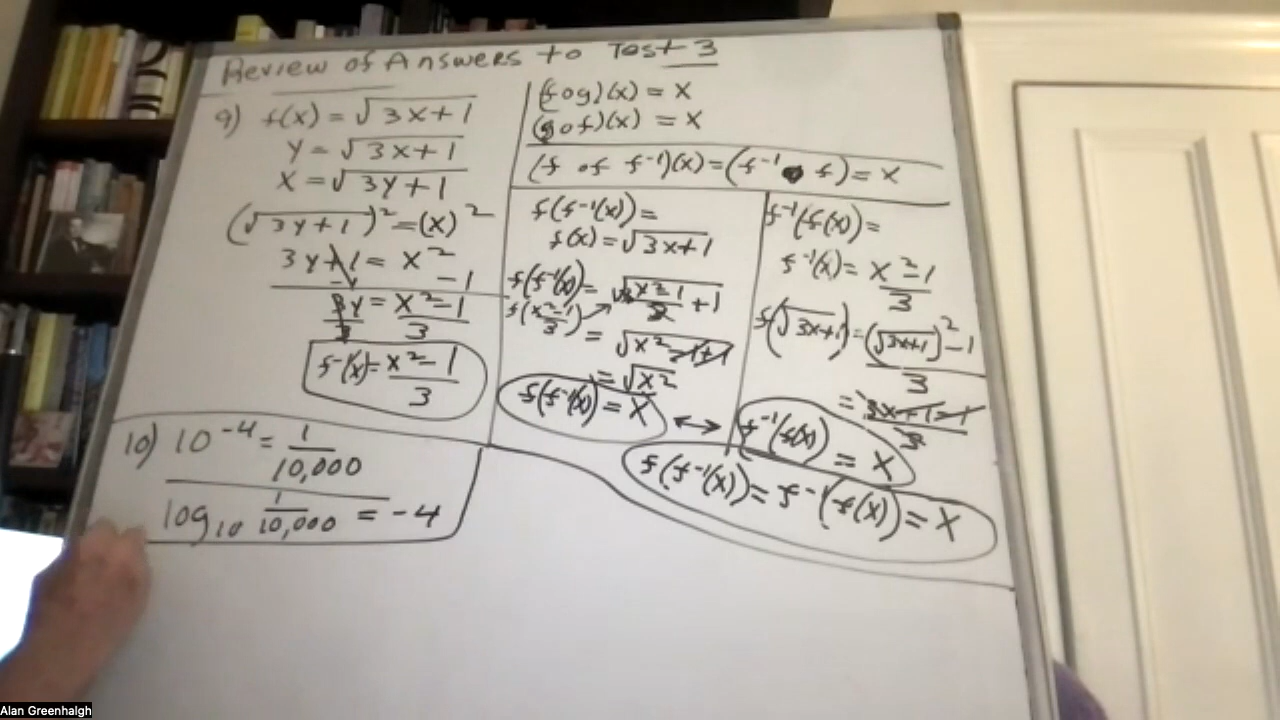 Review of Answers to Test 3
9) f(x) = √3x+1
y = √3x+1
x = √3y+1
(√3y+1)² = (x)²
3y+1 = x²
-1 -1
3y = x²-1
3 3
f⁻¹(x) = x²-1
3
(fog)(x) = x
(gof)(x) = x
(f of f⁻¹)(x) = (f⁻¹ o f) = x
f(f⁻¹(x)) =
f(x) = √3x+1
f(f⁻¹(x)) = √3 x²-1 + 1
3
f(x²-1
3)
= √x²-1+1
= √x²
f(f⁻¹(x)) = x ↔
f⁻¹(f(x)) =
f⁻¹(x) = x²-1
3
f(√3x+1) = (√3x+1)²-1
3
= 3x+1-1
3
f⁻¹(f(x)) = x
f(f⁻¹(x)) = f⁻¹(f(x)) = x
10) 10⁻⁴ = 1
10,000
log₁₀ 1 = -4
10,000
Alan Greenhalgh